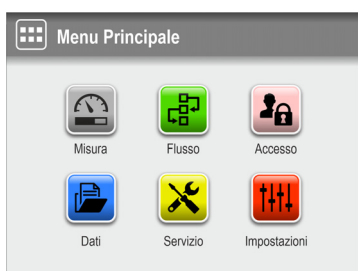 Menu Principale
Misura Flusso Accesso
Dati Servizio Impostazioni